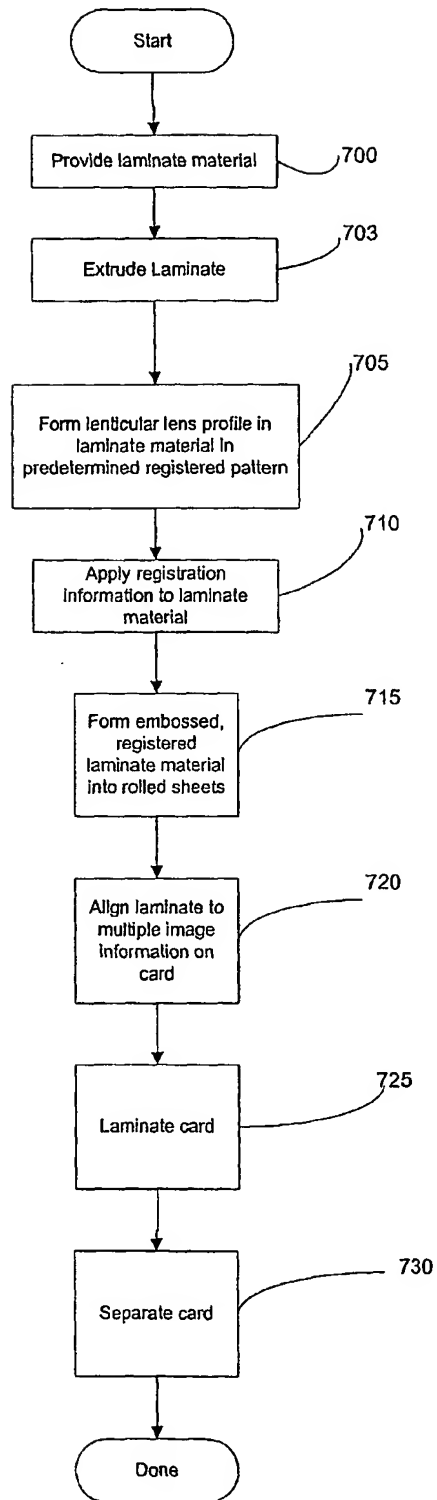 Start
Provide laminate material
700
703
Extrude Laminate
705
Form lenticular lens profile in
laminate material in
predetermined registered pattern
710
Apply registration
information to laminate
material
715
Form embossed,
registered
laminate material
into rolled sheets
720
Align laminate to
multiple image
information on
card
725
Laminate card
730
Separate card
Done